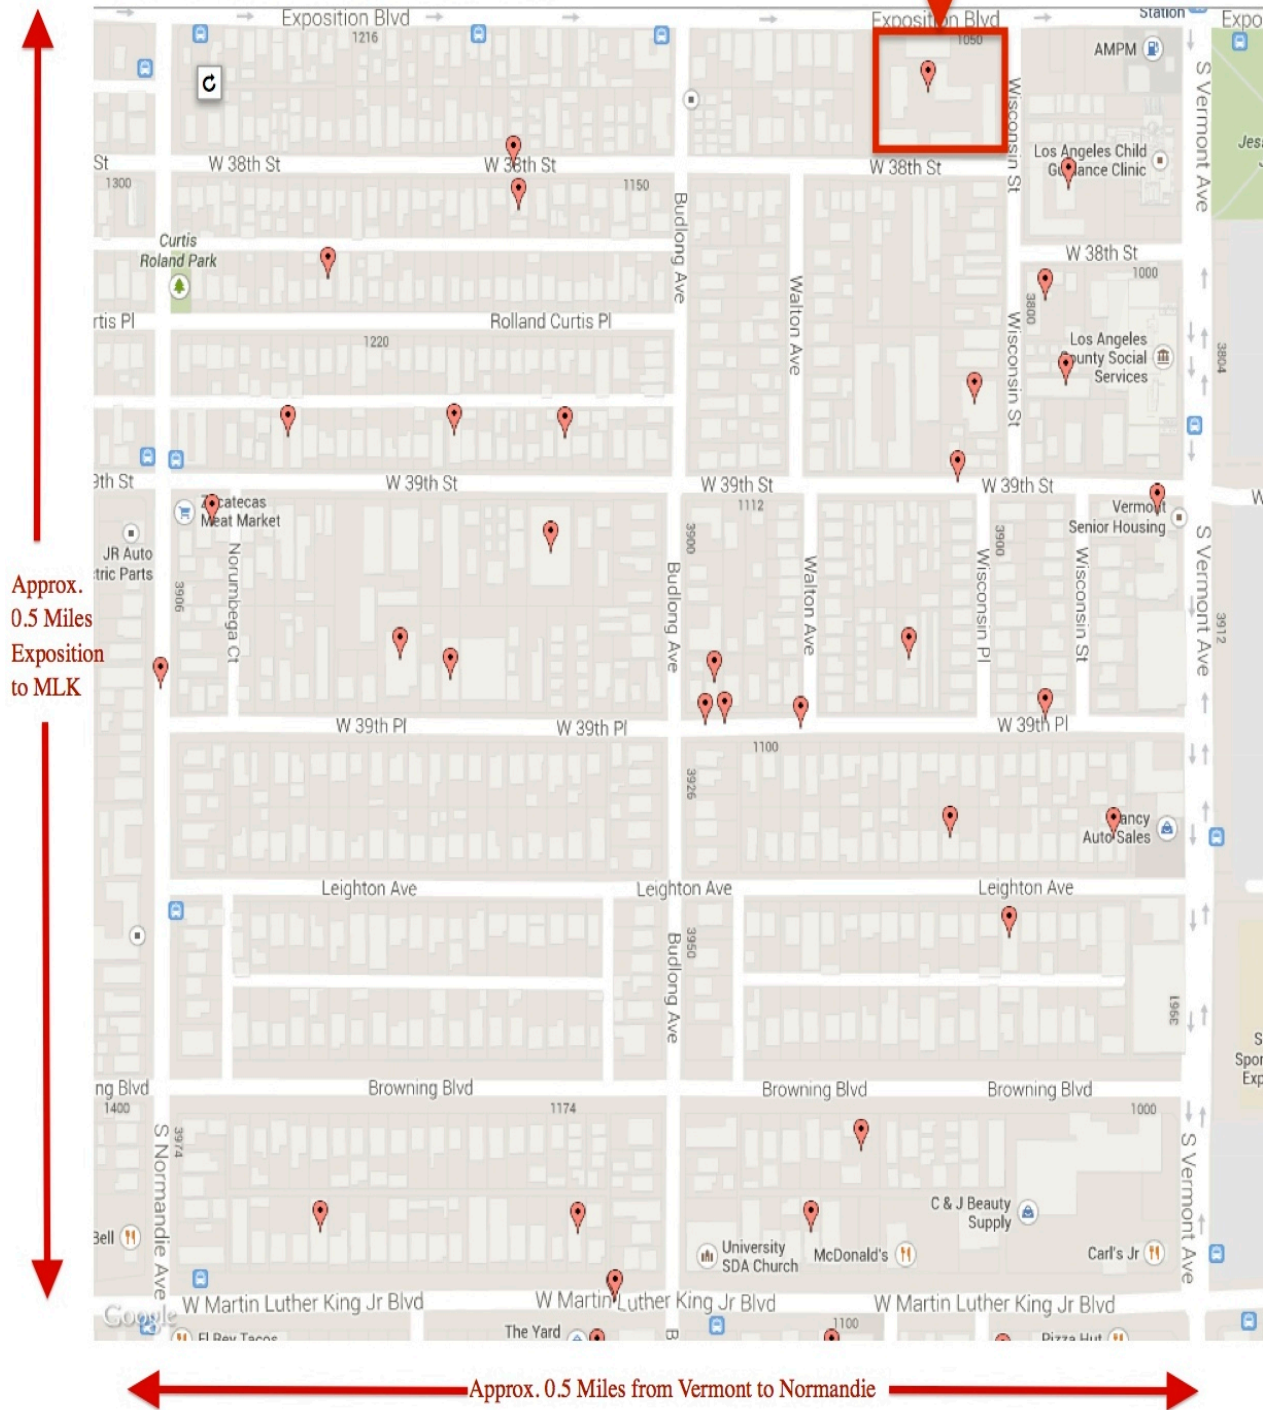 Exposition Blvd
Exposition Blvd
Station
Expo
1216
1050
AMPM
S Vermont Ave
Wisconsin St
Los Angeles Child
Guidance Clinic
Jes
St
W 38th St
W 38th St
W 38th St
1300
1150
Budlong Ave
Curtis
Roland Park
W 38th St
1000
Walton Ave
3800
Wisconsin St
rtis Pl
Rolland Curtis Pl
1220
Los Angeles
County Social
Services
3804
9th St
W 39th St
W 39th St
W 39th St
W
Zacatecas
Meat Market
1112
Vermont
Senior Housing
JR Auto
tric Parts
3906
Norumbega Ct
3900
Budlong Ave
Walton Ave
Wisconsin Pl
3900
Wisconsin St
S Vermont Ave
3912
Approx.
0.5 Miles
Exposition
to MLK
W 39th Pl
W 39th Pl
W 39th Pl
1100
3926
ancy
Auto Sales
Leighton Ave
Leighton Ave
Leighton Ave
3950
Budlong Ave
3961
S
Spor
Exp
ng Blvd
Browning Blvd
Browning Blvd
Browning Blvd
1400
1174
1000
3974
S Normandie Ave
S Vermont Ave
C & J Beauty
Supply
Bell
University
SDA Church
McDonald's
Carl's Jr
W Martin Luther King Jr Blvd
W Martin Luther King Jr Blvd
W Martin Luther King Jr Blvd
Google
El Rey Tacos
The Yard
B
1100
Pizza Hut
Approx. 0.5 Miles from Vermont to Normandie